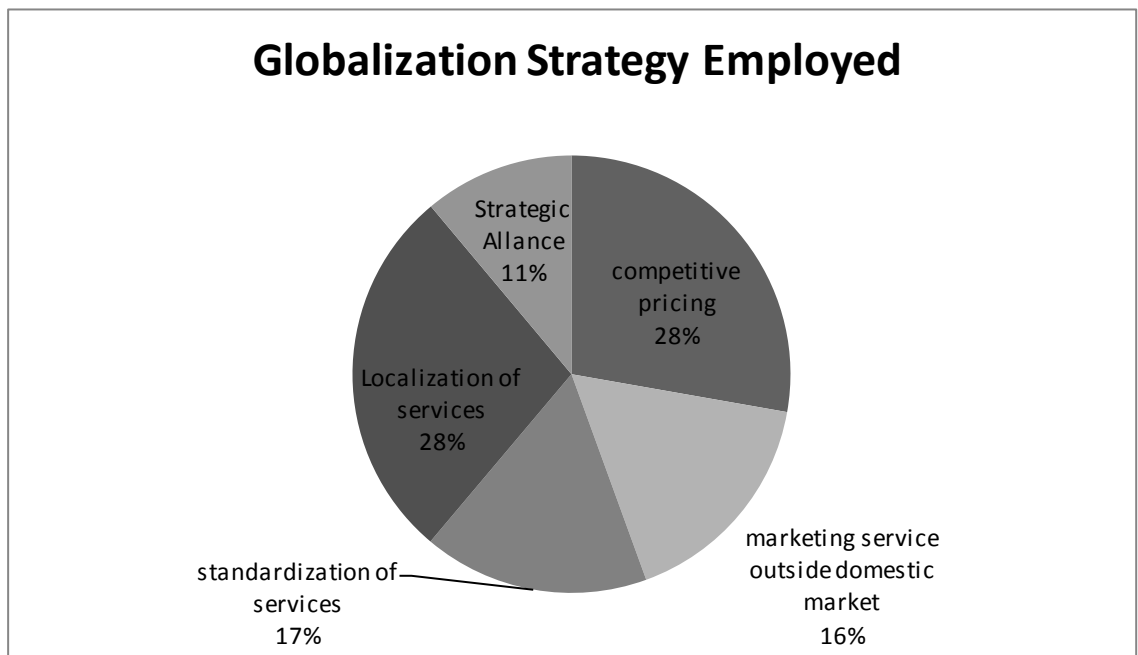 Globalization Strategy Employed
Strategic
Allance
11%
competitive
pricing
28%
Localization of
services
28%
marketing service
outside domestic
market
16%
standardization of
services
17%